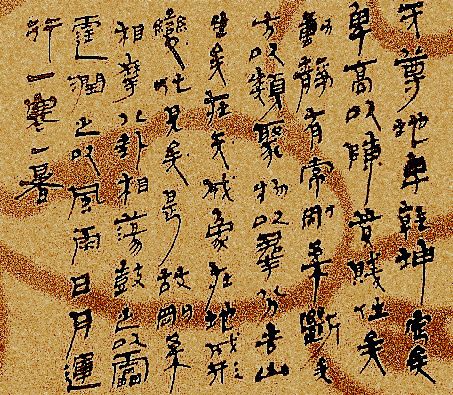 天尊地卑乾坤定矣
卑高以陳貴賤位矣
動靜有常剛柔斷矣
方以類聚物以羣分吉凶
生矣在天成象在地成形
變化見矣是故剛柔
相摩八卦相蕩鼓之以雷
霆潤之以風雨日月運
行一寒一暑